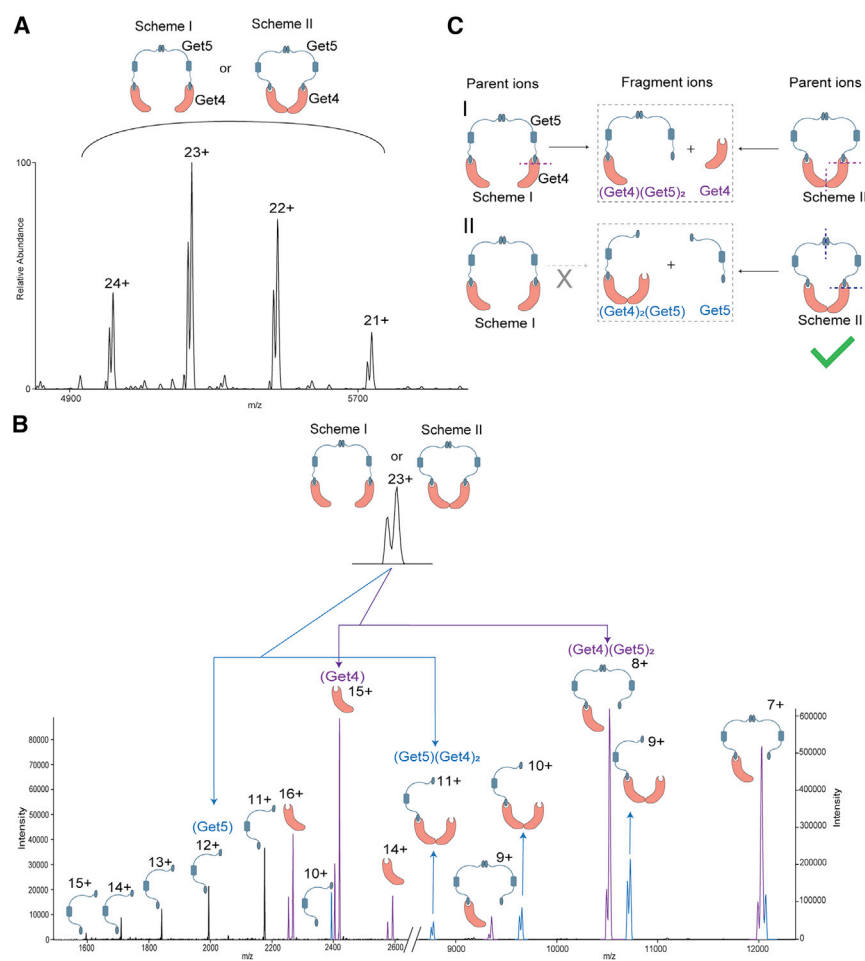 A
Scheme I
Scheme II
Get5
Get5
or
Get4
Get4
100
23+
22+
24+
21+
Relative Abundance
0
4900
5700
m/z
C
Parent ions
Fragment ions
Parent ions
I
Get5
+
Get4
(Get4)(Get5)₂
Get4
Scheme I
Scheme II
II
X
+
(Get4)₂(Get5)
Get5
Scheme I
Scheme II
B
Scheme I
Scheme II
or
23+
(Get4)(Get5)₂
8+
(Get4)
15+
7+
9+
(Get5)(Get4)₂
10+
11+
(Get5)
11+
16+
12+
13+
14+
15+
10+
14+
9+
Intensity
80000
70000
60000
50000
40000
30000
20000
10000
0
1600
1800
2000
2200
2400
2600
9000
10000
11000
12000
m/z
m/z
600000
500000
400000
300000
200000
100000
0
Intensity